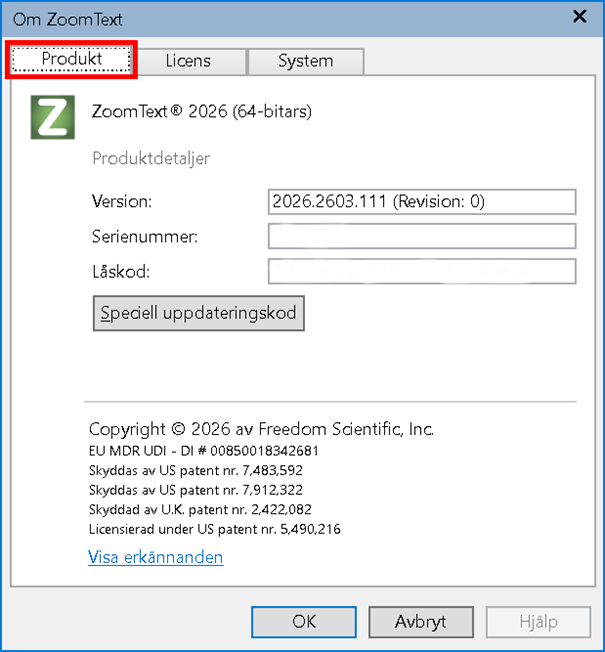 Om ZoomText
Produkt Licens System
Z
ZoomText® 2026 (64-bitars)
Produktdetaljer
Version: 2026.2603.111 (Revision: 0)
Serienummer:
Låskod:
Speciell uppdateringskod
Copyright © 2026 av Freedom Scientific, Inc.
EU MDR UDI - DI # 00850018342681
Skyddas av US patent nr. 7,483,592
Skyddas av US patent nr. 7,912,322
Skyddad av U.K. patent nr. 2,422,082
Licensierad under US patent nr. 5,490,216
Visa erkännanden
OK Avbryt Hjälp